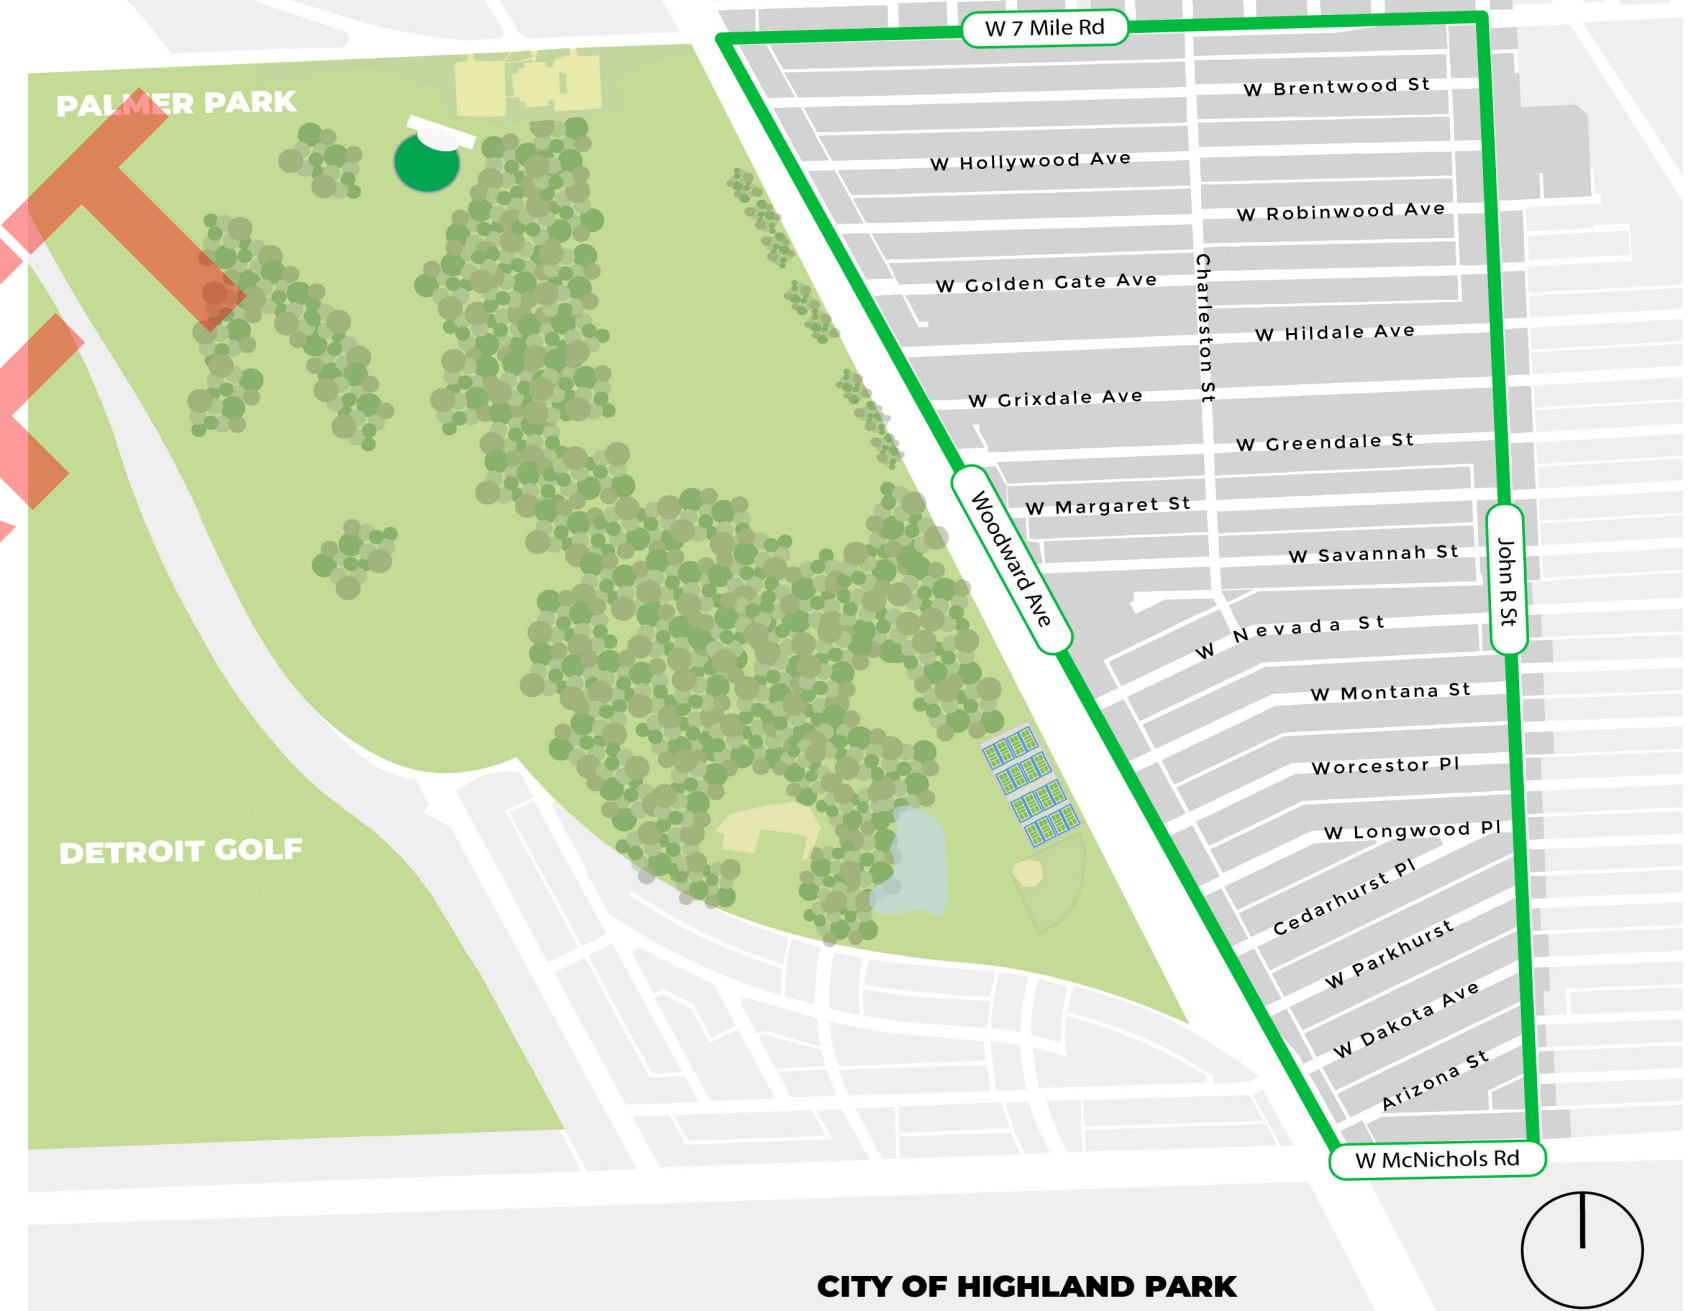 W 7 Mile Rd
W Brentwood St
PALMER PARK
W Hollywood Ave
W Robinwood Ave
W Golden Gate Ave
Charleston St
W Hildale Ave
W Grixdale Ave
W Greendale St
W Margaret St
Woodward Ave
W Savannah St
John R St
W Nevada St
W Montana St
Worcestor Pl
W Longwood Pl
DETROIT GOLF
Cedarhurst Pl
W Parkhurst
W Dakota Ave
Arizona St
W McNichols Rd
CITY OF HIGHLAND PARK